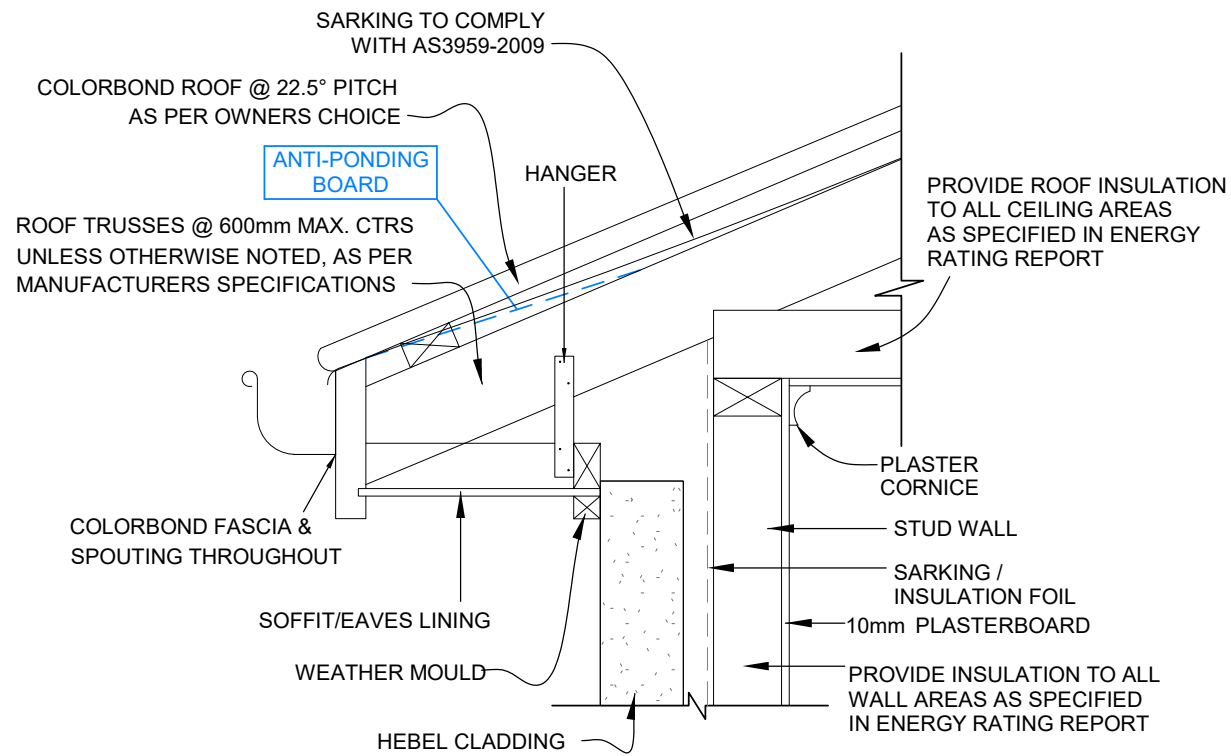 SARKING TO COMPLY
WITH AS3959-2009
COLORBOND ROOF @ 22.5° PITCH
AS PER OWNERS CHOICE
ANTI-PONDING
BOARD
HANGER
PROVIDE ROOF INSULATION
TO ALL CEILING AREAS
AS SPECIFIED IN ENERGY
RATING REPORT
ROOF TRUSSES @ 600mm MAX. CTRS
UNLESS OTHERWISE NOTED, AS PER
MANUFACTURERS SPECIFICATIONS
PLASTER
CORNICE
COLORBOND FASCIA &
SPOUTING THROUGHOUT
STUD WALL
SARKING /
INSULATION FOIL
SOFFIT/EAVES LINING
10mm PLASTERBOARD
WEATHER MOULD
PROVIDE INSULATION TO ALL
WALL AREAS AS SPECIFIED
IN ENERGY RATING REPORT
HEBEL CLADDING